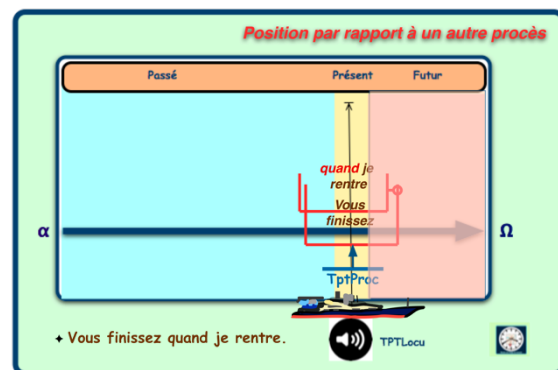 Position par rapport à un autre procès
Passé Présent Futur
quand je
rentre
Vous
finissez
α Ω
TptProc
✦ Vous finissez quand je rentre.
TPTLocu